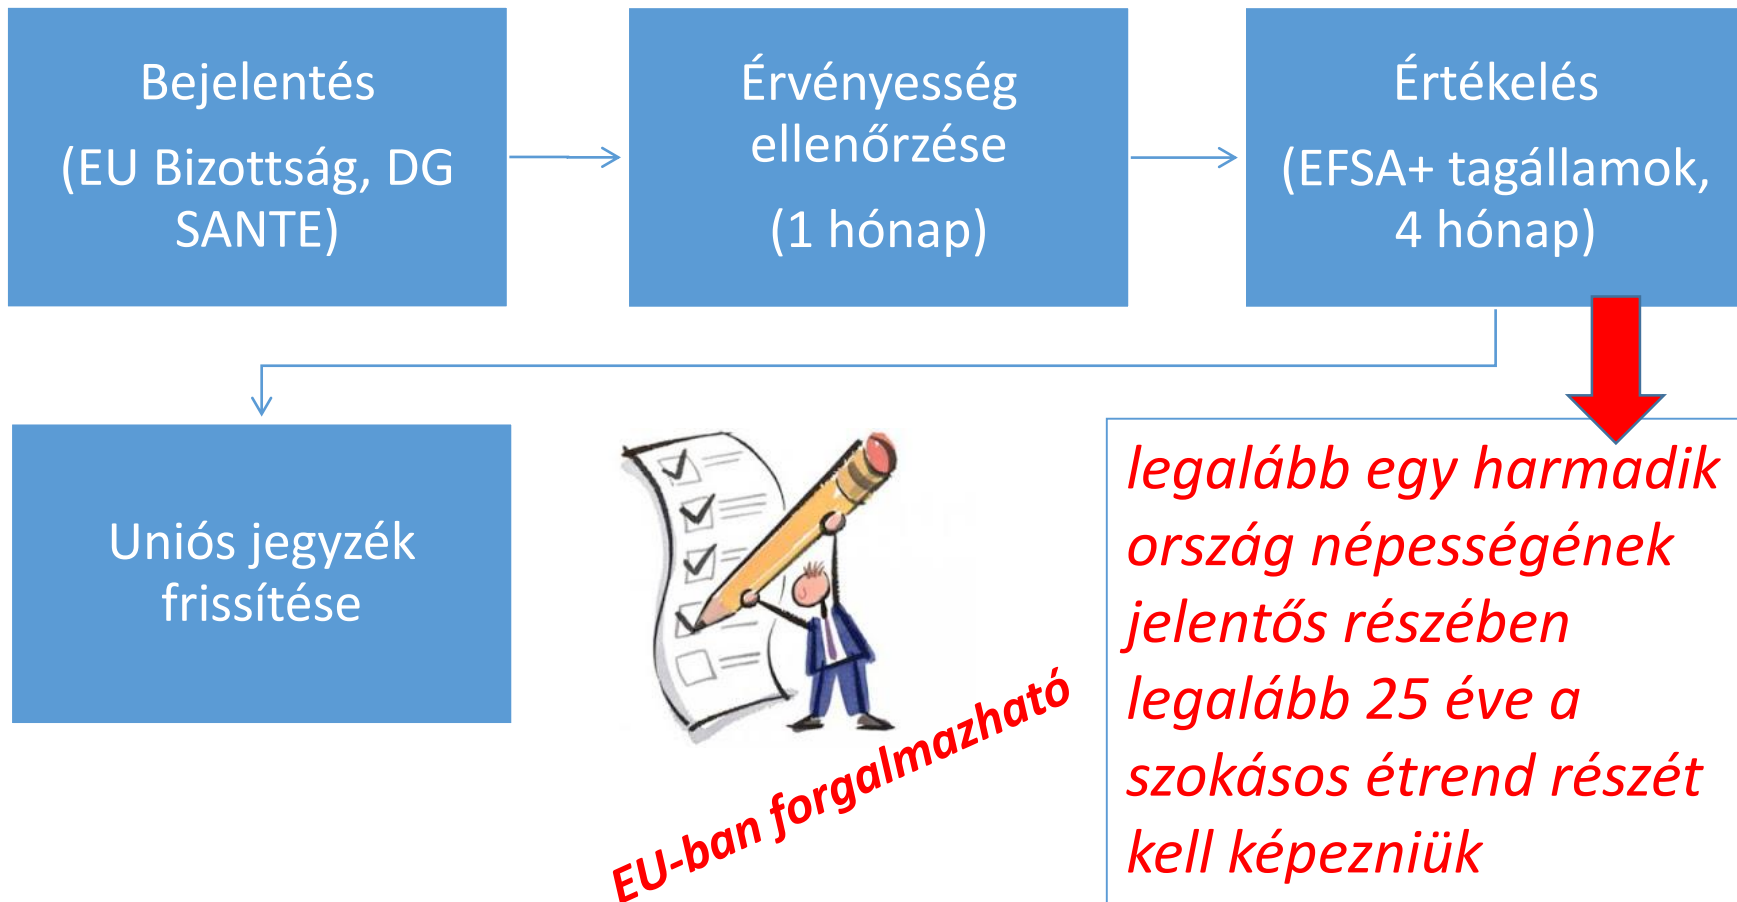 Bejelentés
(EU Bizottság, DG
SANTE)
Érvényesség
ellenőrzése
(1 hónap)
Értékelés
(EFSA+ tagállamok,
4 hónap)
Uniós jegyzék
frissítése
EU-ban forgalmazható
legalább egy harmadik
ország népességének
jelentős részében
legalább 25 éve a
szokásos étrend részét
kell képezniük